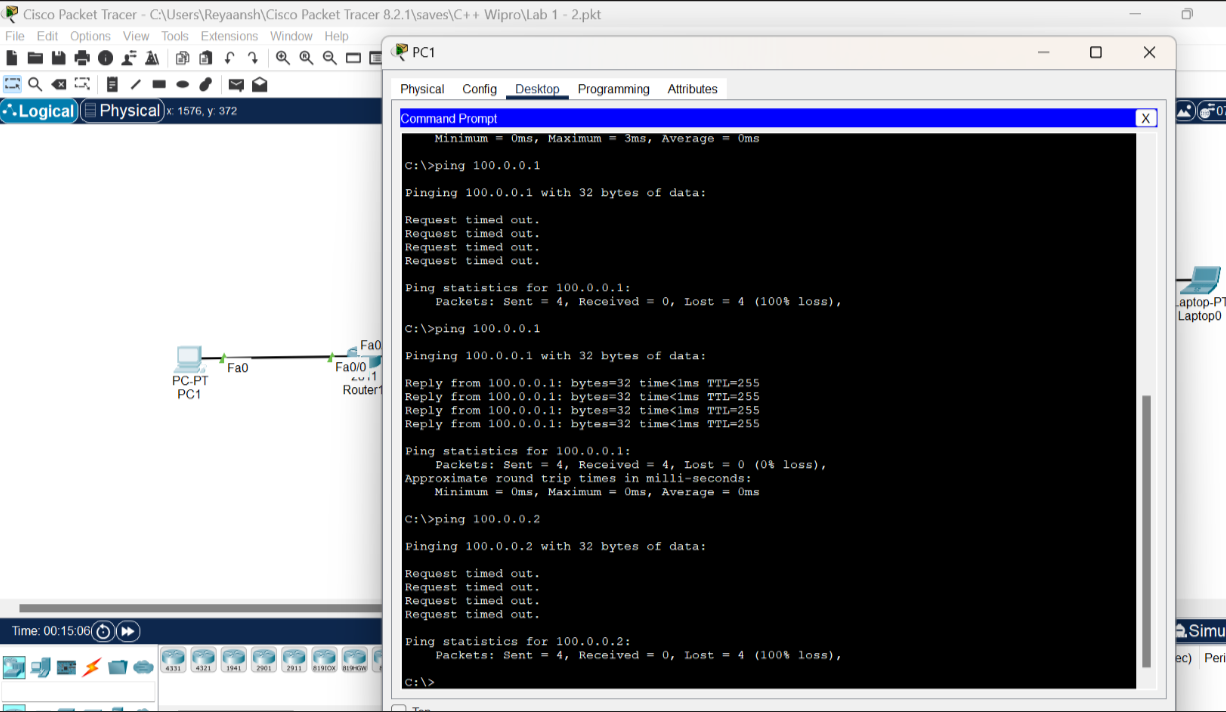 Cisco Packet Tracer - C:\Users\Reyaansh\Cisco Packet Tracer 8.2.1\saves\C++ Wipro\Lab 1 - 2.pkt
File Edit Options View Tools Extensions Window Help
Logical Physical x: 1576, y: 372
PC1
Physical Config Desktop Programming Attributes
Command Prompt X
Minimum = 0ms, Maximum = 3ms, Average = 0ms
C:\>ping 100.0.0.1
Pinging 100.0.0.1 with 32 bytes of data:
Request timed out.
Request timed out.
Request timed out.
Request timed out.
Ping statistics for 100.0.0.1:
Packets: Sent = 4, Received = 0, Lost = 4 (100% loss),
C:\>ping 100.0.0.1
Pinging 100.0.0.1 with 32 bytes of data:
Reply from 100.0.0.1: bytes=32 time<1ms TTL=255
Reply from 100.0.0.1: bytes=32 time<1ms TTL=255
Reply from 100.0.0.1: bytes=32 time<1ms TTL=255
Reply from 100.0.0.1: bytes=32 time<1ms TTL=255
Ping statistics for 100.0.0.1:
Packets: Sent = 4, Received = 4, Lost = 0 (0% loss),
Approximate round trip times in milli-seconds:
Minimum = 0ms, Maximum = 0ms, Average = 0ms
C:\>ping 100.0.0.2
Pinging 100.0.0.2 with 32 bytes of data:
Request timed out.
Request timed out.
Request timed out.
Request timed out.
Ping statistics for 100.0.0.2:
Packets: Sent = 4, Received = 0, Lost = 4 (100% loss),
C:\>
Fa0
Fa0
Fa0/0
PC-PT
PC1
Router1
aptop-PT
Laptop0
Time: 00:15:06
4331 4321 1941 2901 2911 819IOX 819HGW
Simu
ec) Peri